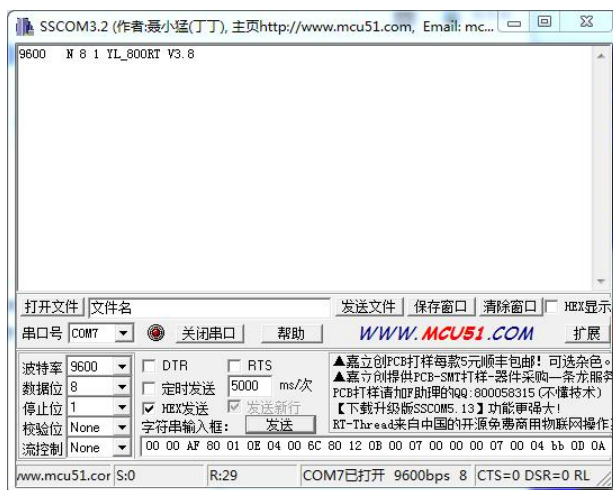 SSCOM3.2 (作者:聂小猛(丁丁), 主页http://www.mcu51.com, Email: mc...
9600 N 8 1 YL_800RT V3.8
打开文件 文件名 发送文件 保存窗口 清除窗口 HEX显示
串口号 COM7 关闭串口 帮助 WWW.MCU51.COM 扩展
波特率 9600 DTR RTS
数据位 8 定时发送 5000 ms/次
停止位 1 HEX发送 发送新行
校验位 None 字符串输入框: 发送
流控制 None 00 00 AF 80 01 0E 04 00 6C 80 12 0B 00 07 00 00 00 07 00 04 bb 0D 0A
▲嘉立创PCB打样每款5元顺丰包邮! 可选杂色。
▲嘉立创提供PCB-SMT打样-器件采购一条龙服务
PCB打样请加F助理的QQ:800058315(不懂技术)
【下载升级版SSCOM5.13】功能更强大!
RT-Thread来自中国的开源免费商用物联网操作
www.mcu51.cor S:0 R:29 COM7已打开 9600bps 8 CTS=0 DSR=0 RL